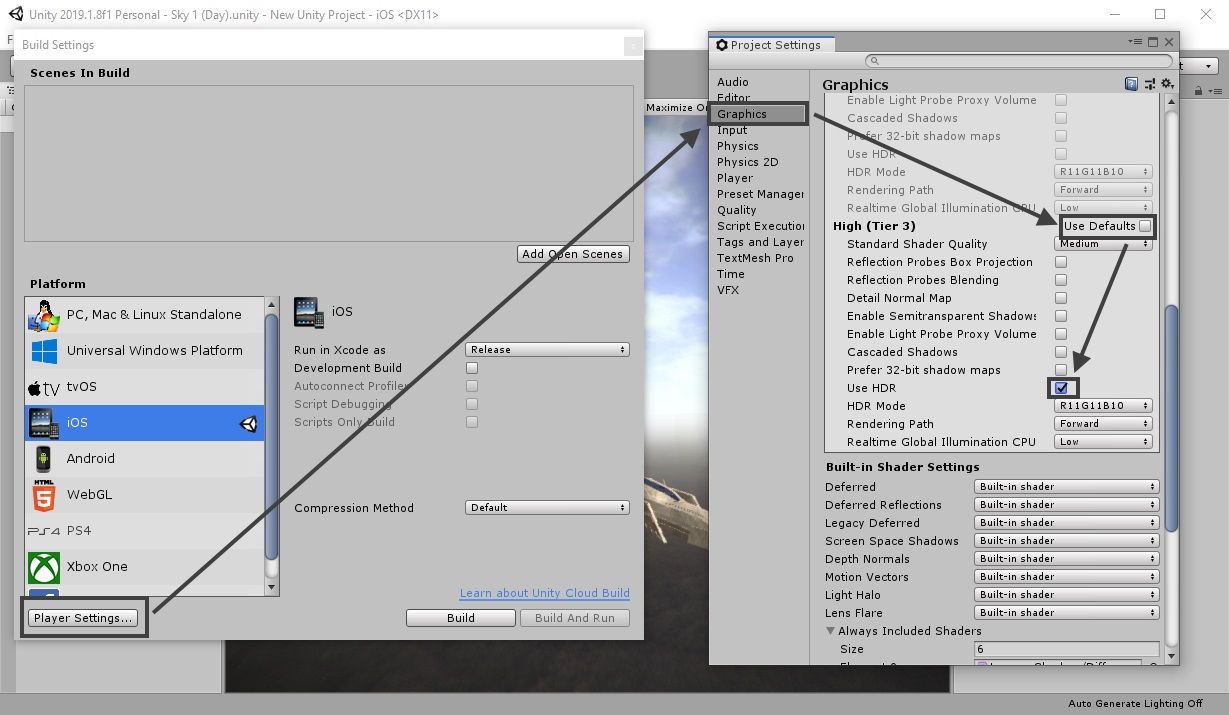 Unity 2019.1.8f1 Personal - Sky 1 (Day).unity - New Unity Project - iOS <DX11>
Build Settings
Scenes In Build
Add Open Scenes
Platform
PC, Mac & Linux Standalone
Universal Windows Platform
tvOS
iOS
Android
WebGL
PS4
Xbox One
Player Settings...
iOS
Run in Xcode as
Release
Development Build
Autoconnect Profiler
Script Debugging
Scripts Only Build
Compression Method
Default
Learn about Unity Cloud Build
Build
Build And Run
Maximize
Project Settings
Audio
Editor
Graphics
Input
Physics
Physics 2D
Player
Preset Manager
Quality
Script Execution
Tags and Layer
TextMesh Pro
Time
VFX
Graphics
Enable Light Probe Proxy Volume
Cascaded Shadows
Prefer 32-bit shadow maps
Use HDR
HDR Mode R11G11B10
Rendering Path Forward
Realtime Global Illumination CPU Low
High (Tier 3) Use Defaults
Standard Shader Quality Medium
Reflection Probes Box Projection
Reflection Probes Blending
Detail Normal Map
Enable Semitransparent Shadows
Enable Light Probe Proxy Volume
Cascaded Shadows
Prefer 32-bit shadow maps
Use HDR
HDR Mode R11G11B10
Rendering Path Forward
Realtime Global Illumination CPU Low
Built-in Shader Settings
Deferred Built-in shader
Deferred Reflections Built-in shader
Legacy Deferred Built-in shader
Screen Space Shadows Built-in shader
Depth Normals Built-in shader
Motion Vectors Built-in shader
Light Halo Built-in shader
Lens Flare Built-in shader
Always Included Shaders
Size 6
Auto Generate Lighting Off